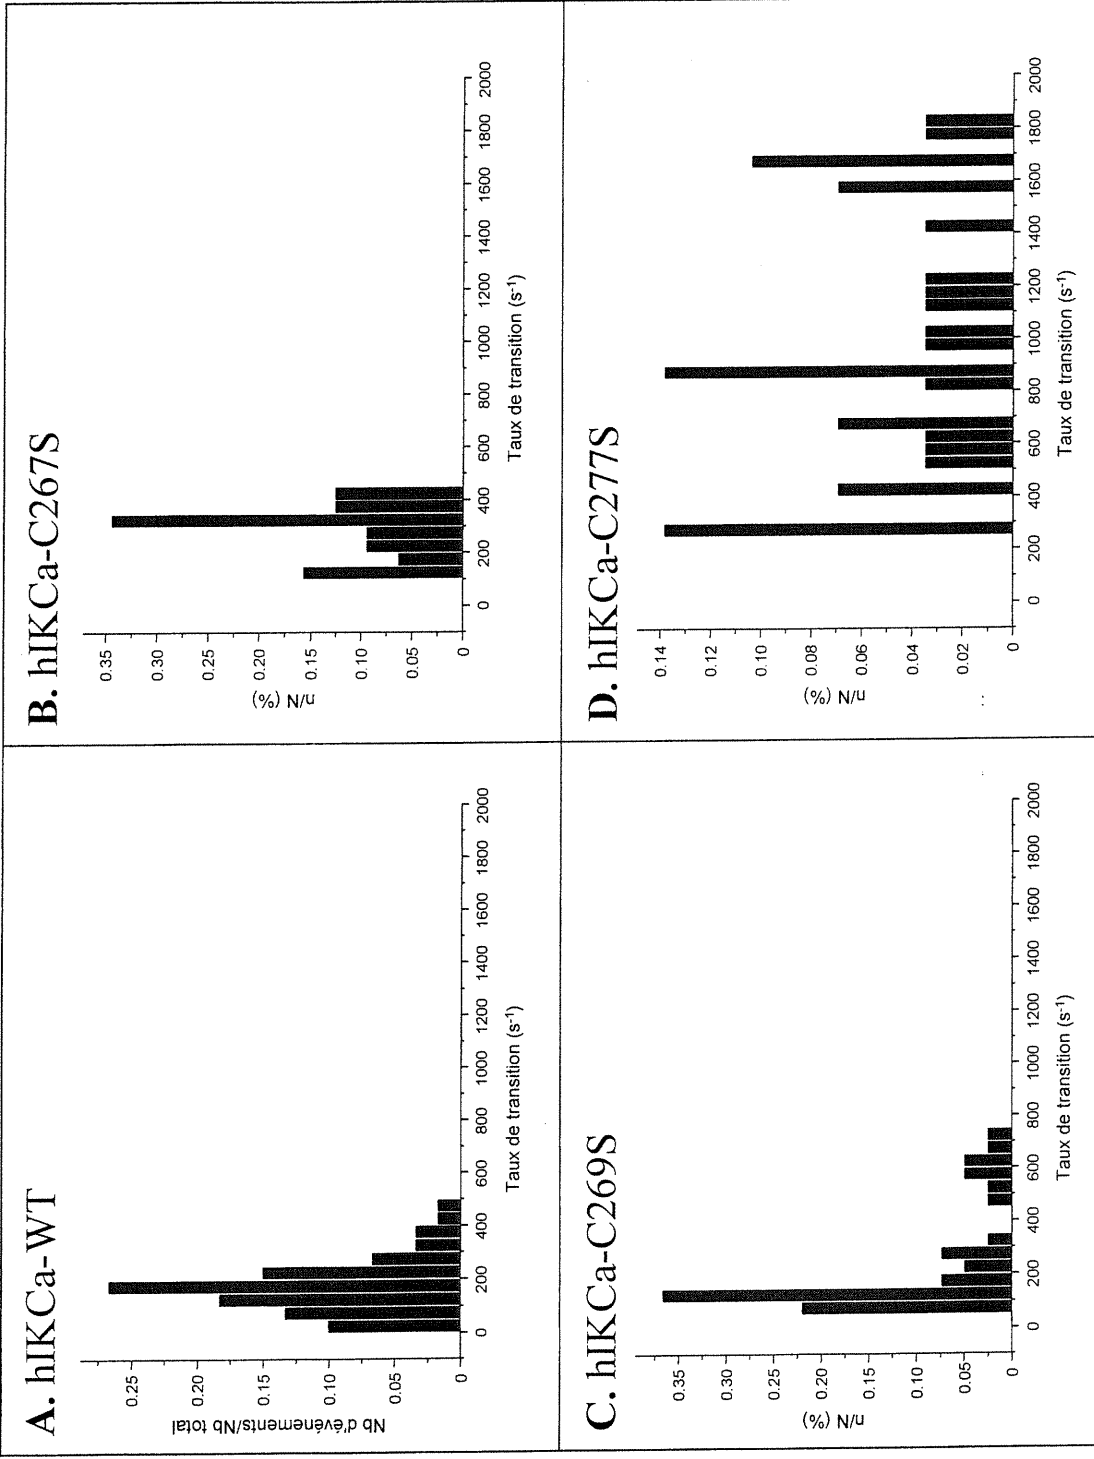 A. hIKCa-WT
Nb d'événements/Nb total
0.25
0.20
0.15
0.10
0.05
0
0 200 400 600 800 1000 1200 1400 1600 1800 2000
Taux de transition (s⁻¹)
B. hIKCa-C267S
n/N (%)
0.35
0.30
0.25
0.20
0.15
0.10
0.05
0
0 200 400 600 800 1000 1200 1400 1600 1800 2000
Taux de transition (s⁻¹)
C. hIKCa-C269S
n/N (%)
0.35
0.30
0.25
0.20
0.15
0.10
0.05
0
0 200 400 600 800 1000 1200 1400 1600 1800 2000
Taux de transition (s⁻¹)
D. hIKCa-C277S
n/N (%)
0.14
0.12
0.10
0.08
0.06
0.04
0.02
0
0 200 400 600 800 1000 1200 1400 1600 1800 2000
Taux de transition (s⁻¹)